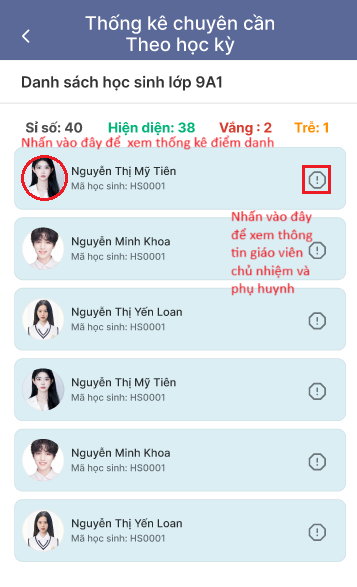 Thống kê chuyên cần
Theo học kỳ
Danh sách học sinh lớp 9A1
Sỉ số: 40 Hiện diện: 38 Vắng : 2 Trễ: 1
Nhấn vào đây để xem thống kê điểm danh
Nguyễn Thị Mỹ Tiên
Mã học sinh: HS0001
Nhấn vào đây
để xem thông
tin giáo viên
chủ nhiệm và
phụ huynh
Nguyễn Minh Khoa
Mã học sinh: HS0001
Nguyễn Thị Yến Loan
Mã học sinh: HS0001
Nguyễn Thị Mỹ Tiên
Mã học sinh: HS0001
Nguyễn Minh Khoa
Mã học sinh: HS0001
Nguyễn Thị Yến Loan
Mã học sinh: HS0001